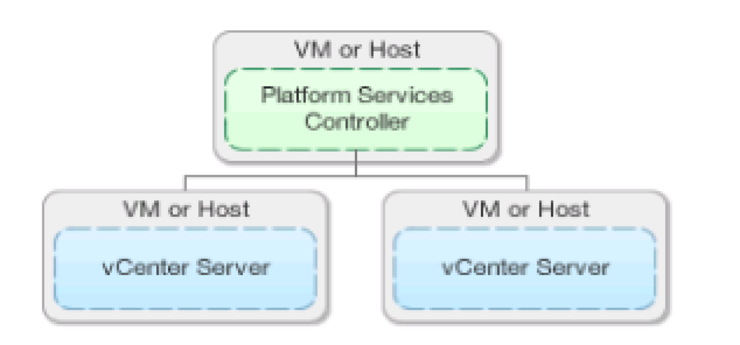 VM or Host
Platform Services
Controller
VM or Host
vCenter Server
VM or Host
vCenter Server